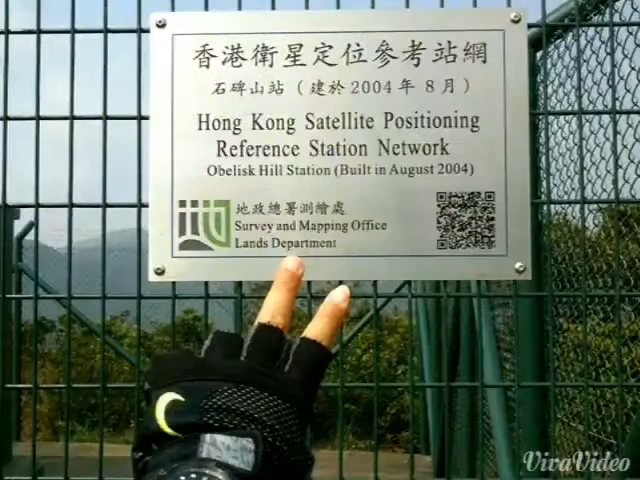 香港衛星定位參考站網
石碑山站（建於2004年 8月）
Hong Kong Satellite Positioning
Reference Station Network
Obelisk Hill Station (Built in August 2004)
地政總署測繪處
Survey and Mapping Office
Lands Department
VivaVideo